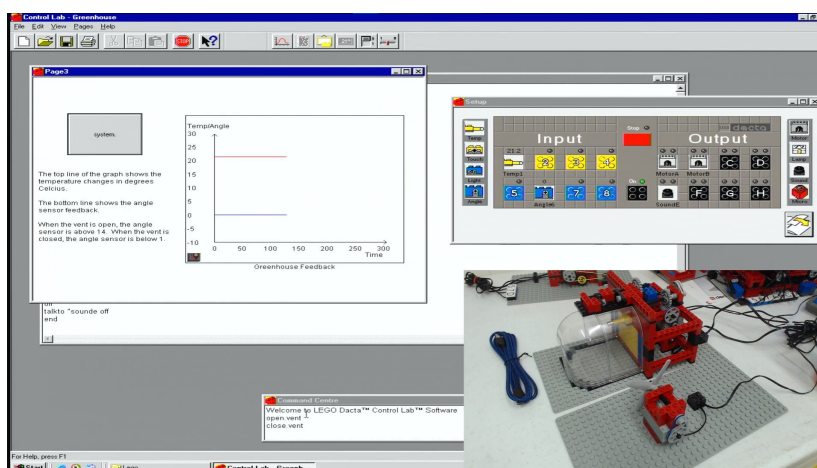 Control Lab - Greenhouse
File Edit View Pages Help
STOP
Page3
system.
Temp/Angle
30
25
20
15
10
5
0
-5
-10
0 50 100 150 200 250 300
Time
Greenhouse Feedback
The top line of the graph shows the
temperature changes in degrees
Celcius.
The bottom line shows the angle
sensor feedback.
When the vent is open, the angle
sensor is above 14. When the vent is
closed, the angle sensor is below 1.
talkto "sounde off
end
Setup
Temp
Touch
Light
Angle
Input
Stop
dacta
Output
21.2
Temp1
2 3 4
MotorA MotorB
C D
5
Angle6
7 8
On
SoundE
F G H
Motor
Lamp
Sound
Micro
Command Centre
Welcome to LEGO Dacta™ Control Lab™ Software
open.vent
close.vent
For Help, press F1
Start
Lego